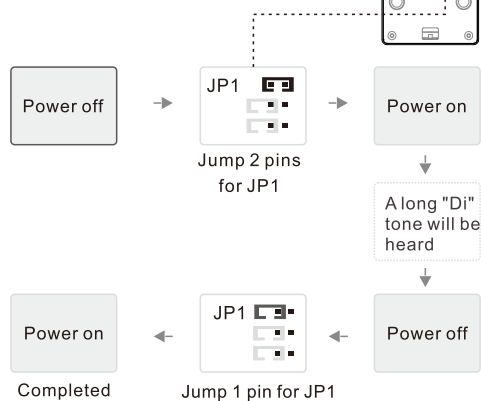 Power off
JP1
Jump 2 pins
for JP1
Power on
A long "Di"
tone will be
heard
Power off
JP1
Jump 1 pin for JP1
Power on
Completed